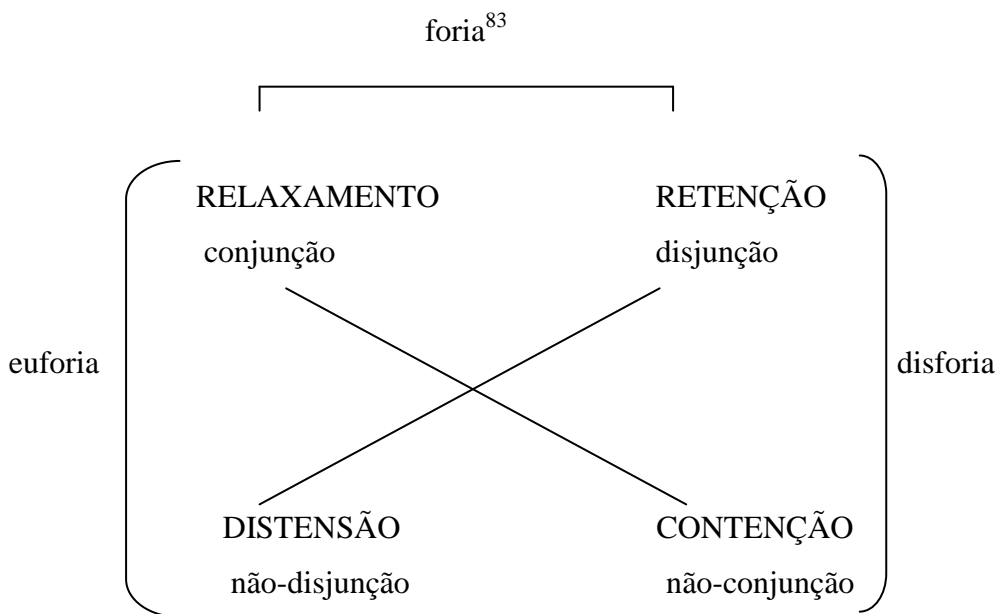 foria⁸³
RELAXAMENTO RETENÇÃO
conjunção disjunção
euforia disforia
DISTENSÃO CONTENÇÃO
não-disjunção não-conjunção